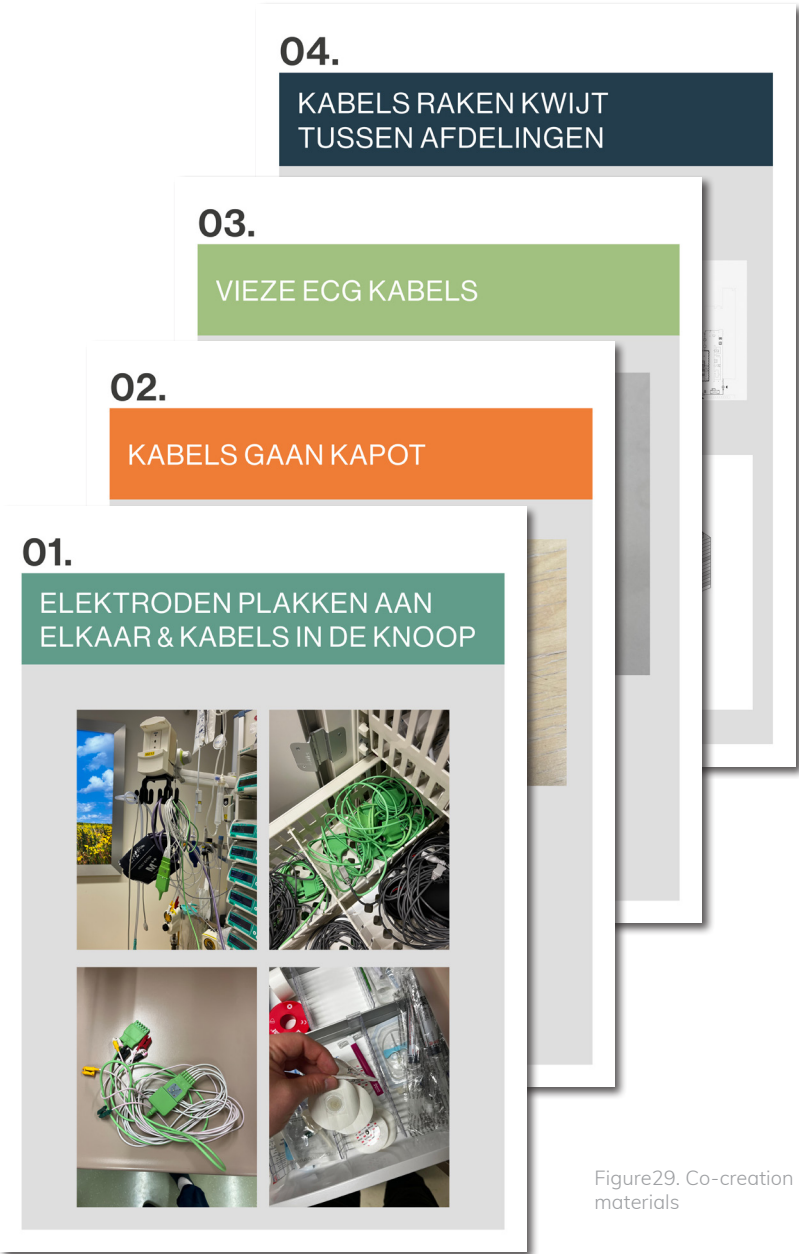 04.
KABELS RAKEN KWIJT
TUSSEN AFDELINGEN
03.
VIEZE ECG KABELS
02.
KABELS GAAN KAPOT
01.
ELEKTRODEN PLAKKEN AAN
ELKAAR & KABELS IN DE KNOOP
Figure29. Co-creation
materials